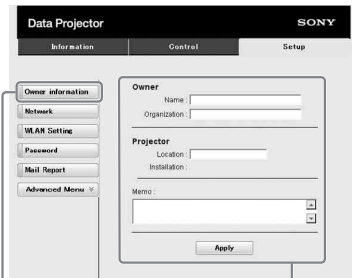 Data Projector
SONY
Information
Control
Setup
Owner information
Network
WLAN Setting
Password
Mail Report
Advanced Menu
Owner
Name :
Organization :
Projector
Location :
Installation :
Memo :
Apply